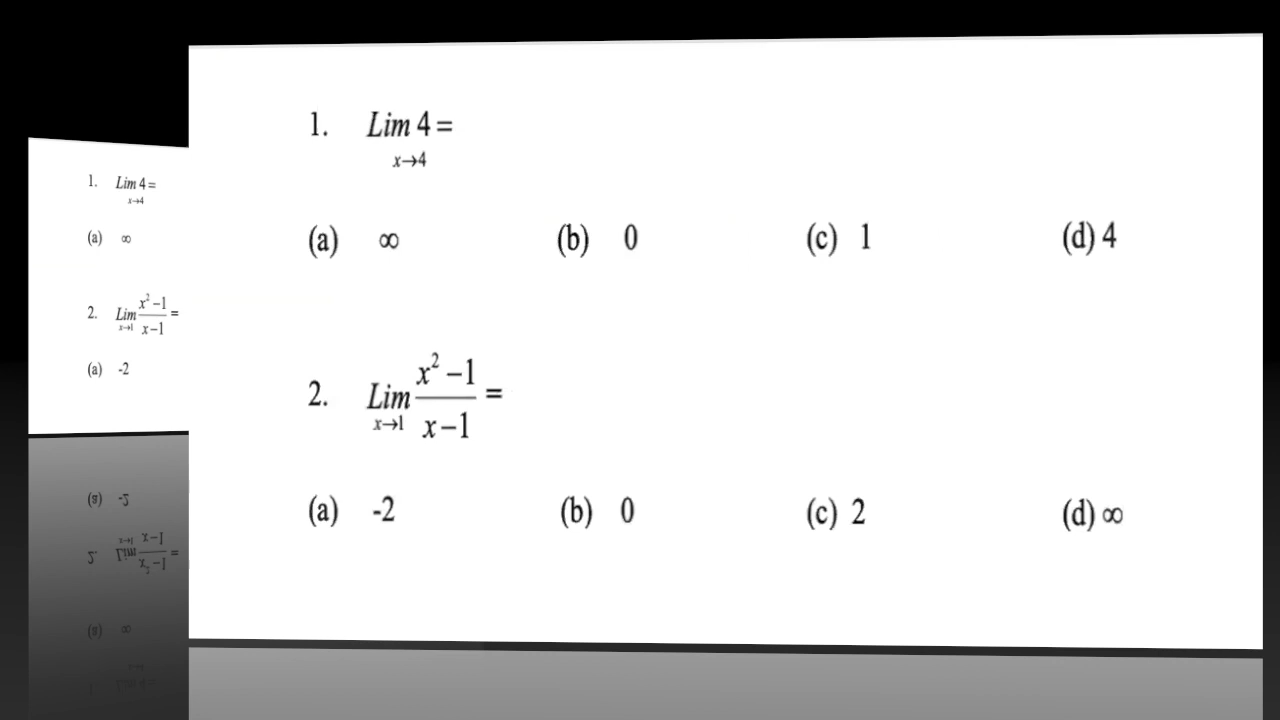 1. Lim 4 =
x→4
(a) ∞ (b) 0 (c) 1 (d) 4
2. Lim x² – 1 / x – 1 =
x→1
(a) -2 (b) 0 (c) 2 (d) ∞
1. Lim 4 =
x→4
(a) ∞
2. Lim x² – 1 / x – 1 =
x→1
(a) -2